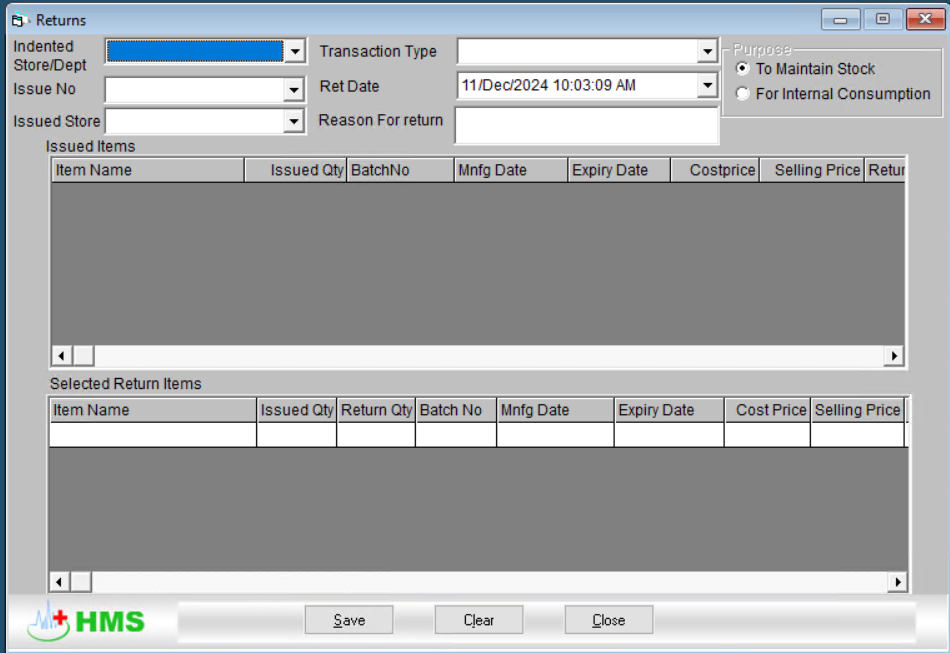 Returns
Indented Store/Dept
Transaction Type
Purpose
To Maintain Stock
Issue No
Ret Date
11/Dec/2024 10:03:09 AM
For Internal Consumption
Issued Store
Reason For return
Issued Items
Item Name Issued Qty BatchNo Mnfg Date Expiry Date Costprice Selling Price Retur
Selected Return Items
Item Name Issued Qty Return Qty Batch No Mnfg Date Expiry Date Cost Price Selling Price
HMS
Save Clear Close